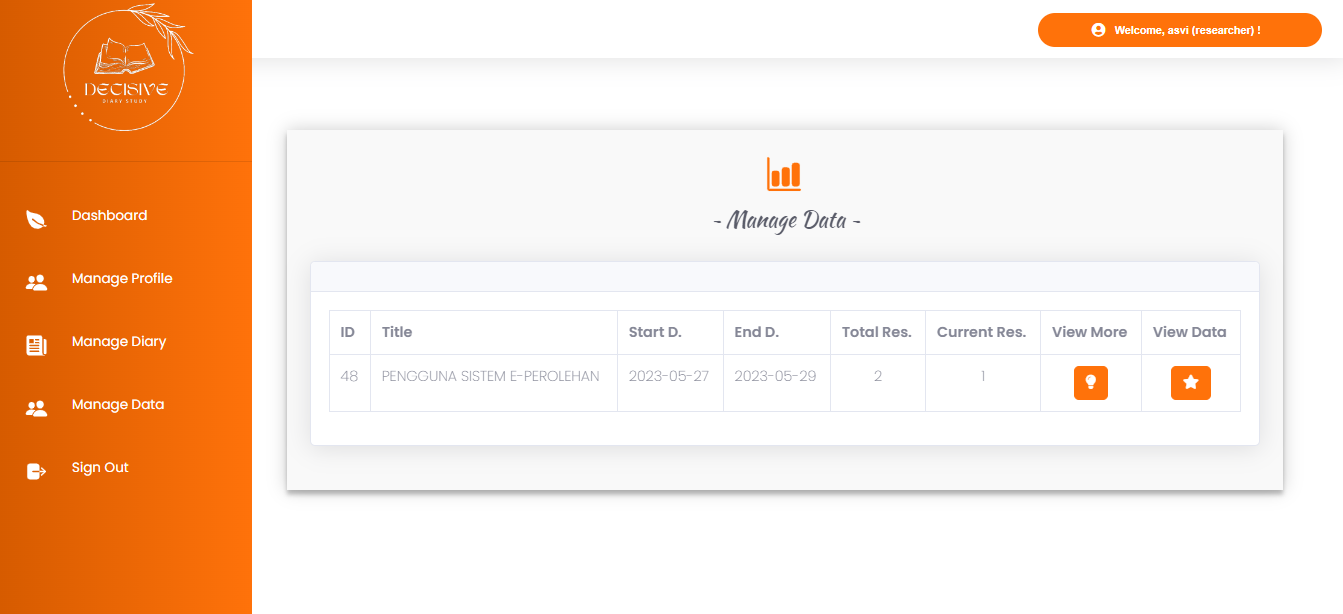 DECISIVE
DIARY STUDY
Welcome, asvi (researcher) !
Dashboard
Manage Profile
Manage Diary
Manage Data
Sign Out
~ Manage Data ~
ID Title Start D. End D. Total Res. Current Res. View More View Data
48 PENGGUNA SISTEM E-PEROLEHAN 2023-05-27 2023-05-29 2 1